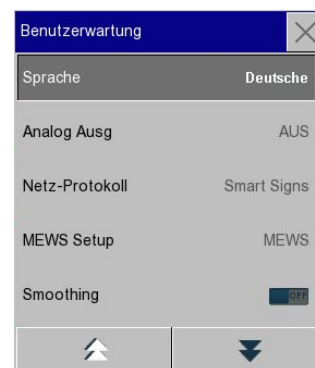 Benutzerwartung
Sprache Deutsche
Analog Ausg AUS
Netz-Protokoll Smart Signs
MEWS Setup MEWS
Smoothing OFF